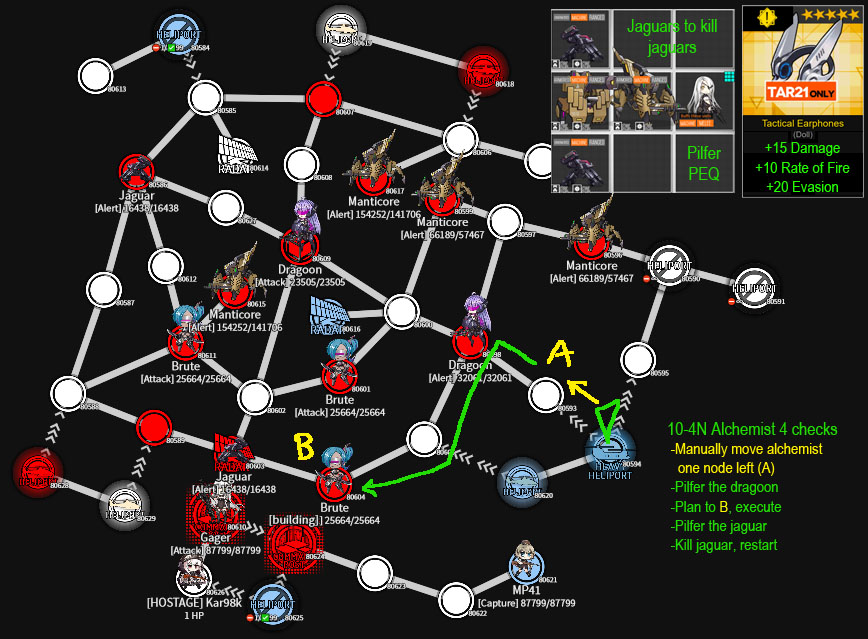 Jaguars to kill
jaguars
Pilfer
PEQ
TAR21 ONLY
Tactical Earphones
(Doll)
+15 Damage
+10 Rate of Fire
+20 Evasion
HELIPORT
80584
80619
80613
80618
80585
80607
80606
RADAR
80614
80608
80586
Jaguar
[Alert] 16438/16438
80617
Manticore
[Alert] 154252/141706
80599
Manticore
[Alert] 66189/57467
80597
80596
Manticore
[Alert] 66189/57467
HELIPORT
80590
HELIPORT
80591
80609
Dragoon
[Attack] 23505/23505
80612
80587
80615
Manticore
[Alert] 154252/141706
RADAR
80616
80600
80611
Brute
[Attack] 25664/25664
80601
Brute
[Attack] 25664/25664
Dragoon
[Alert] 32061/32061
A
80593
80595
80588
80602
80589
B
80603
Jaguar
[Alert] 16438/16438
80604
Brute
[building] 25664/25664
HEAVY
HELIPORT
80594
80620
80628
80629
80610
Gager
[Attack] 87799/87799
80624
80623
80622
80621
MP41
[Capture] 87799/87799
80626
[HOSTAGE] Kar98k
1 HP
HELIPORT
80625
10-4N Alchemist 4 checks
-Manually move alchemist
one node left (A)
-Pilfer the dragoon
-Plan to B, execute
-Pilfer the jaguar
-Kill jaguar, restart